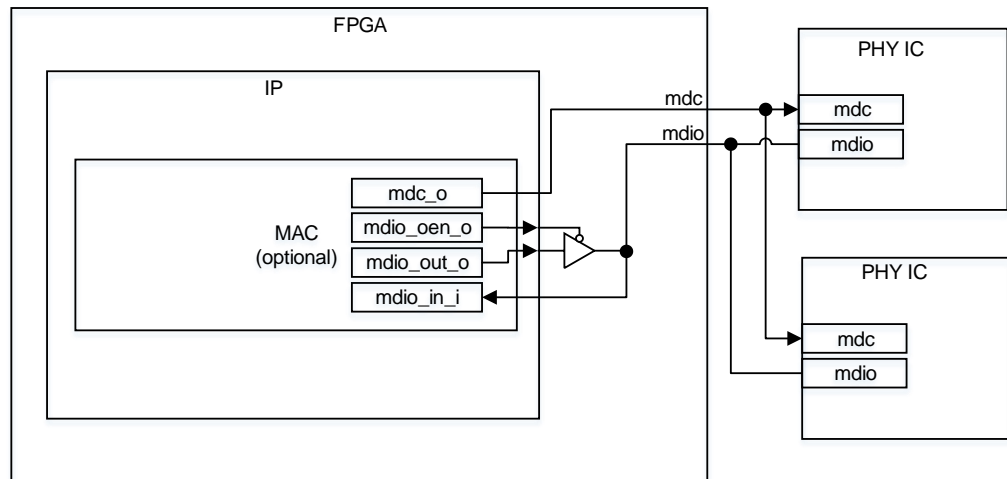 FPGA
IP
MAC
(optional)
mdc_o
mdio_oen_o
mdio_out_o
mdio_in_i
mdc
mdio
PHY IC
mdc
mdio
PHY IC
mdc
mdio